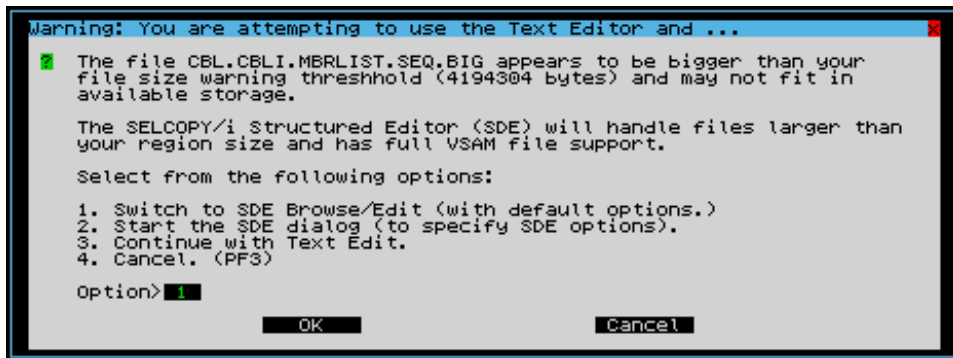 Warning: You are attempting to use the Text Editor and ... x
? The file CBL.CBLI.MBRLIST.SEQ.BIG appears to be bigger than your
file size warning threshhold (4194304 bytes) and may not fit in
available storage.
The SELCOPY/i Structured Editor (SDE) will handle files larger than
your region size and has full VSAM file support.
Select from the following options:
1. Switch to SDE Browse/Edit (with default options.)
2. Start the SDE dialog (to specify SDE options).
3. Continue with Text Edit.
4. Cancel. (PF3)
Option> 1
OK Cancel